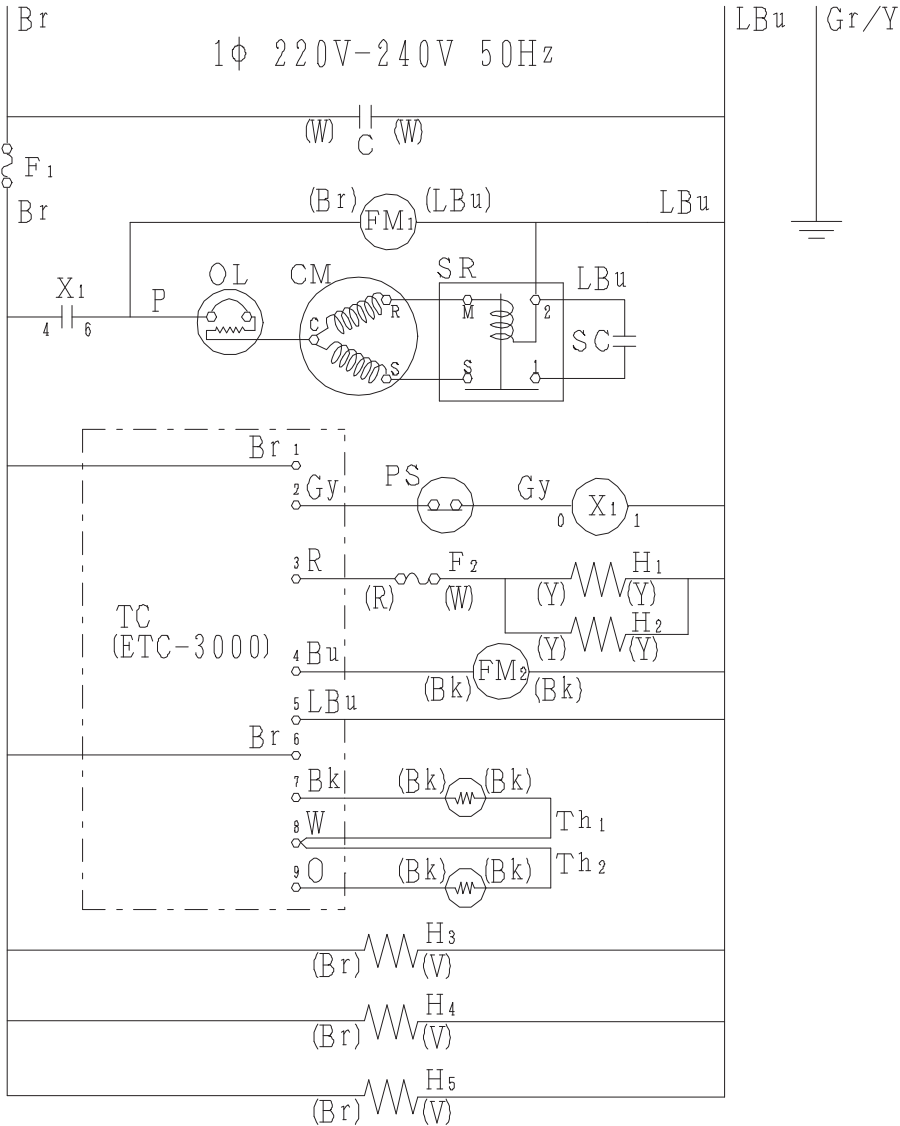 Br LBu Gr/Y
1φ 220V-240V 50Hz
(W) C (W)
F1
Br (Br) FM1 (LBu) LBu
X1 P OL CM SR LBu
4 6 C R M 2
SC
S S 1
Br 1
2 Gy PS Gy 0 X1 1
3 R (R) F2 (W) (Y) H1 (Y)
TC
(ETC-3000)
(Y) H2 (Y)
4 Bu (Bk) FM2 (Bk)
5 LBu
Br 6
7 Bk (Bk) (Bk)
8 W Th1
Th2
9 O (Bk) (Bk)
(Br) H3 (V)
(Br) H4 (V)
(Br) H5 (V)